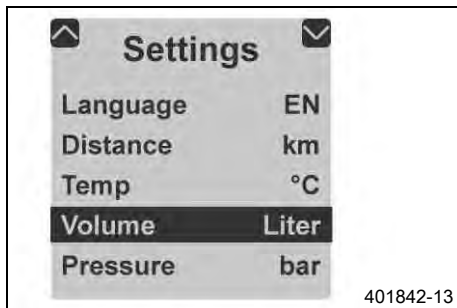 Settings
Language EN
Distance km
Temp °C
Volume Liter
Pressure bar
401842-13